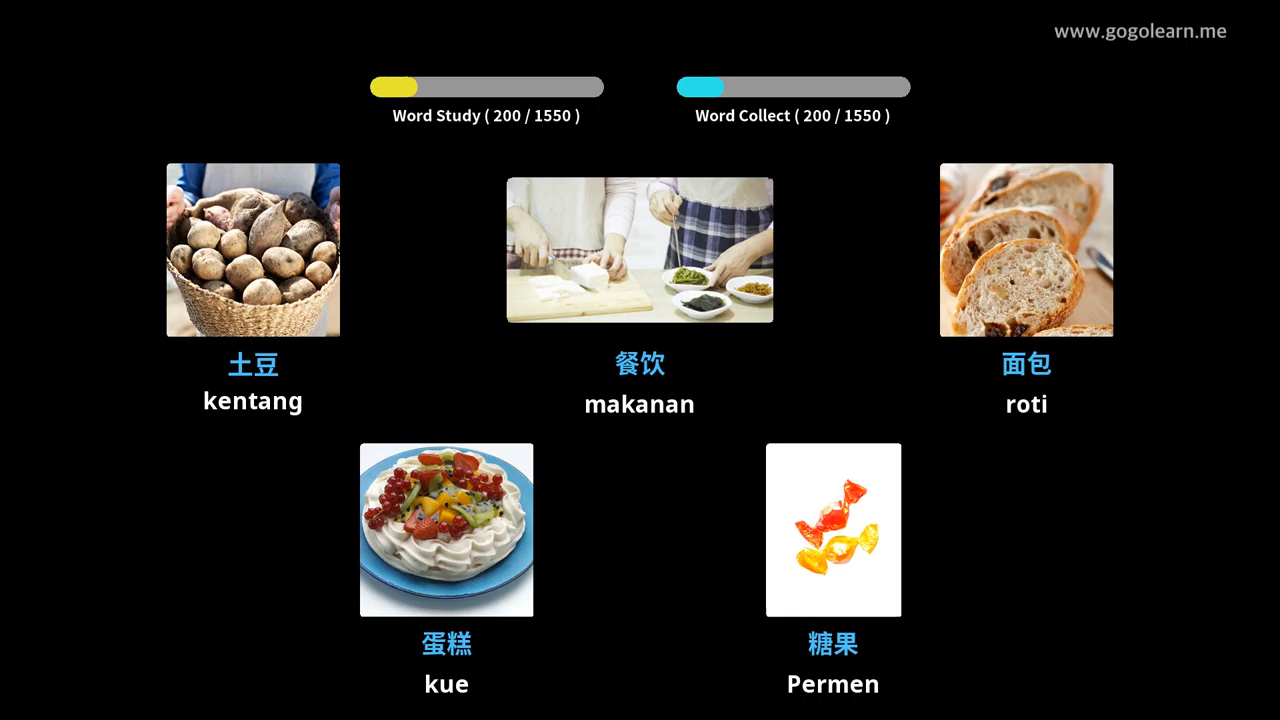 www.gogolearn.me
Word Study ( 200 / 1550 )
Word Collect ( 200 / 1550 )
土豆
kentang
餐饮
makanan
面包
roti
蛋糕
kue
糖果
Permen